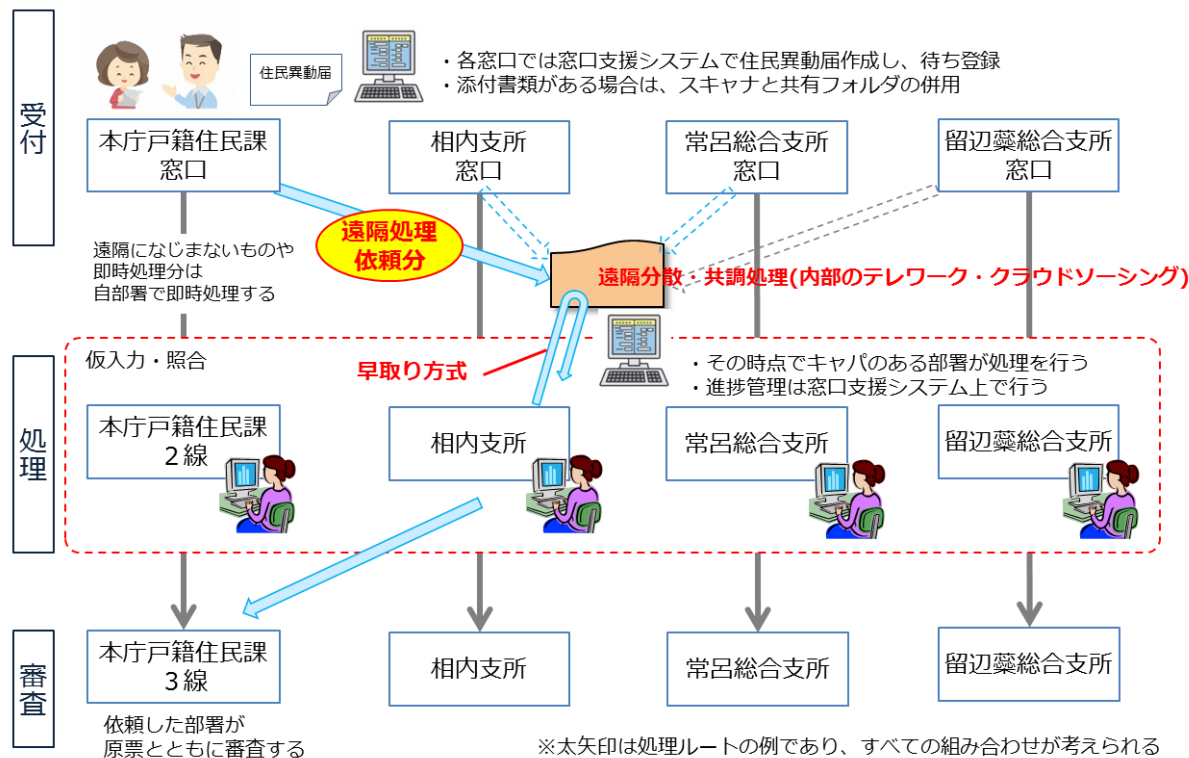 受付
住民異動届
・各窓口では窓口支援システムで住民異動届作成し、待ち登録
・添付書類がある場合は、スキャナと共有フォルダの併用
本庁戸籍住民課
窓口
相内支所
窓口
常呂総合支所
窓口
留辺蘂総合支所
窓口
遠隔処理
依頼分
遠隔になじまないものや
即時処理分は
自部署で即時処理する
遠隔分散・共調処理(内部のテレワーク・クラウドソーシング)
処理
仮入力・照合
早取り方式
・その時点でキャパのある部署が処理を行う
・進捗管理は窓口支援システム上で行う
本庁戸籍住民課
２線
相内支所
常呂総合支所
留辺蘂総合支所
審査
本庁戸籍住民課
３線
相内支所
常呂総合支所
留辺蘂総合支所
依頼した部署が
原票とともに審査する
※太矢印は処理ルートの例であり、すべての組み合わせが考えられる